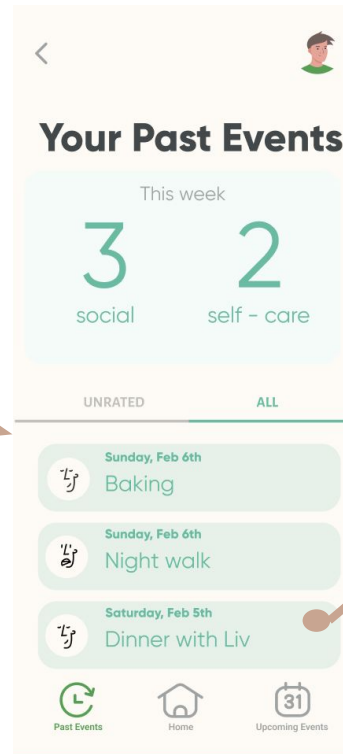 Your Past Events
This week
3 2
social self - care
UNRATED ALL
Sunday, Feb 6th
Baking
Sunday, Feb 6th
Night walk
Saturday, Feb 5th
Dinner with Liv
31
Past Events Home Upcoming Events